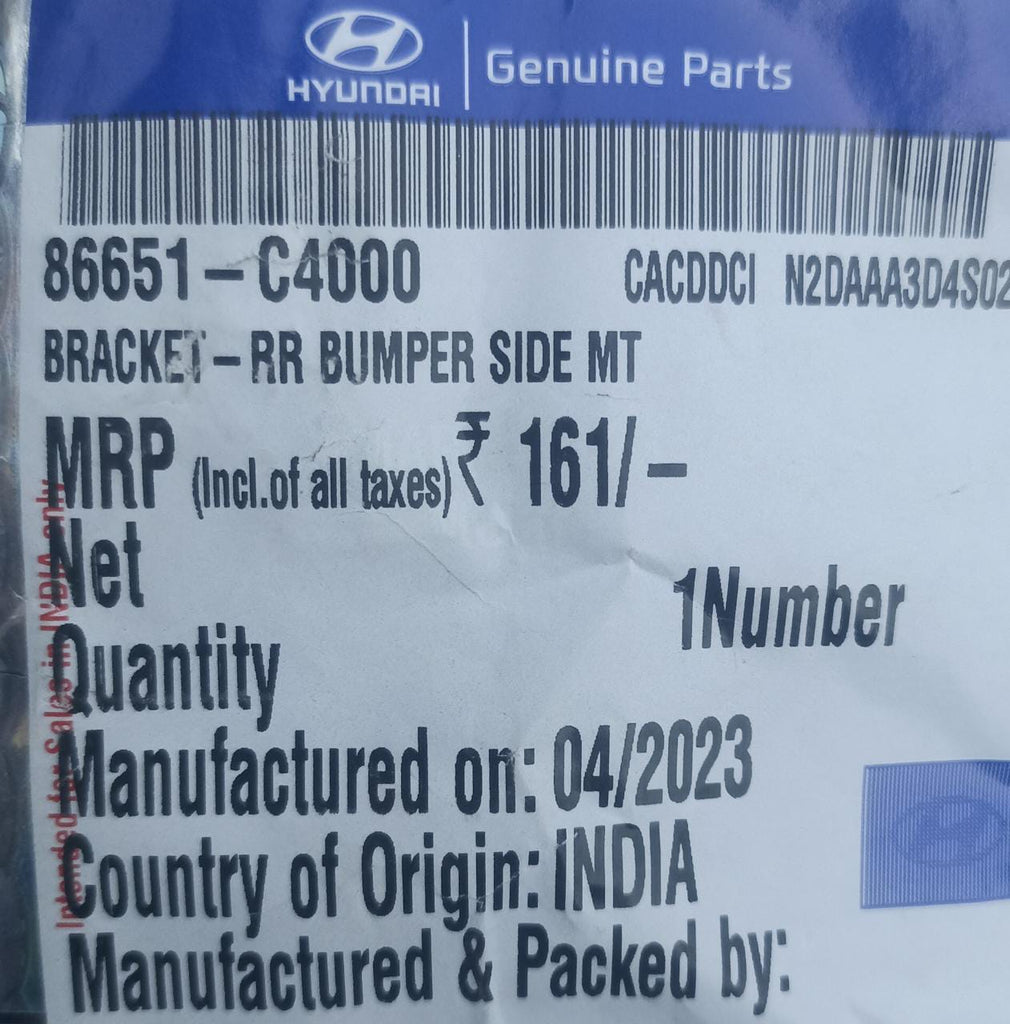 HYUNDAI
Genuine Parts
86651-C4000 CACDDCI N2DAAA3D4S02
BRACKET-RR BUMPER SIDE MT
MRP (Incl.of all taxes) ₹ 161/-
Net
Quantity 1Number
Manufactured on: 04/2023
Country of Origin: INDIA
Manufactured & Packed by:
Intended for Sales in INDIA only